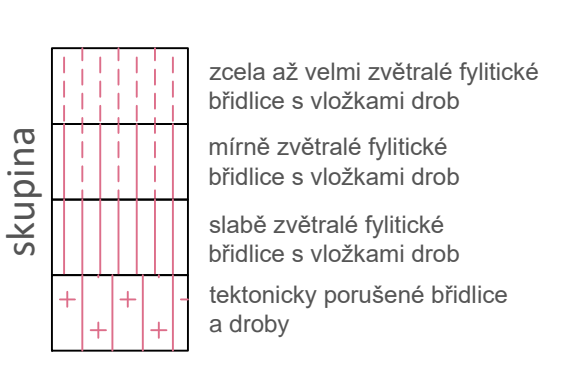 skupina
zcela až velmi zvětralé fylitické
břidlice s vložkami drob
mírně zvětralé fylitické
břidlice s vložkami drob
slabě zvětralé fylitické
břidlice s vložkami drob
tektonicky porušené břidlice
a droby